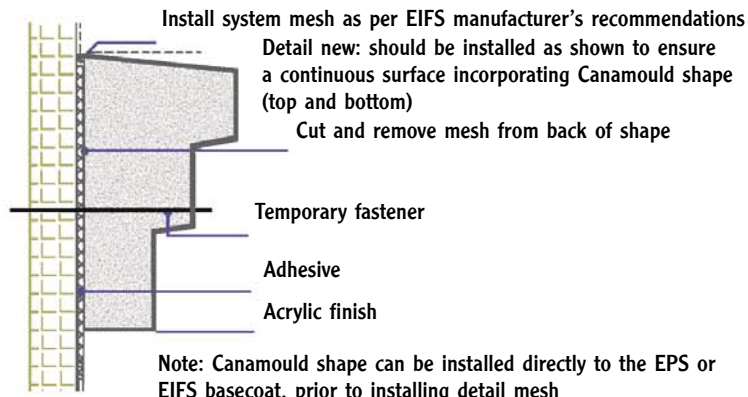 Install system mesh as per EIFS manufacturer's recommendations
Detail new: should be installed as shown to ensure
a continuous surface incorporating Canamould shape
(top and bottom)
Cut and remove mesh from back of shape
Temporary fastener
Adhesive
Acrylic finish
Note: Canamould shape can be installed directly to the EPS or
EIFS basecoat, prior to installing detail mesh